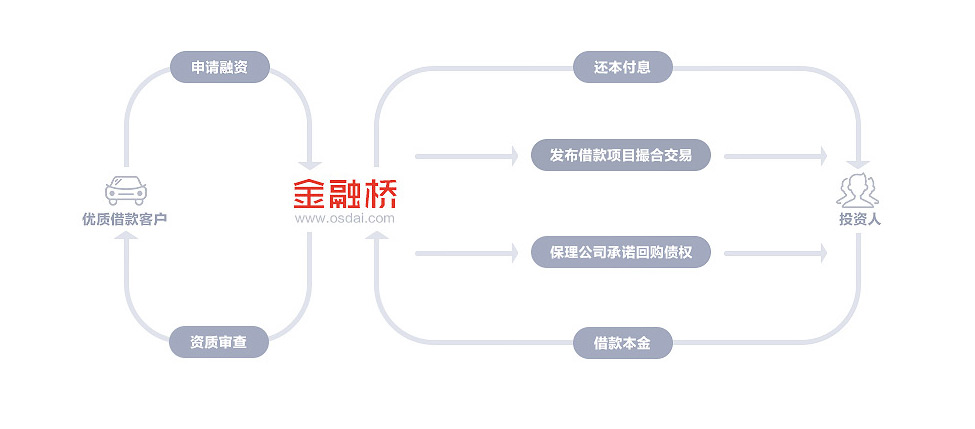 申请融资
还本付息
发布借款项目撮合交易
金融桥
www.osdai.com
优质借款客户
投资人
保理公司承诺回购债权
资质审查
借款本金